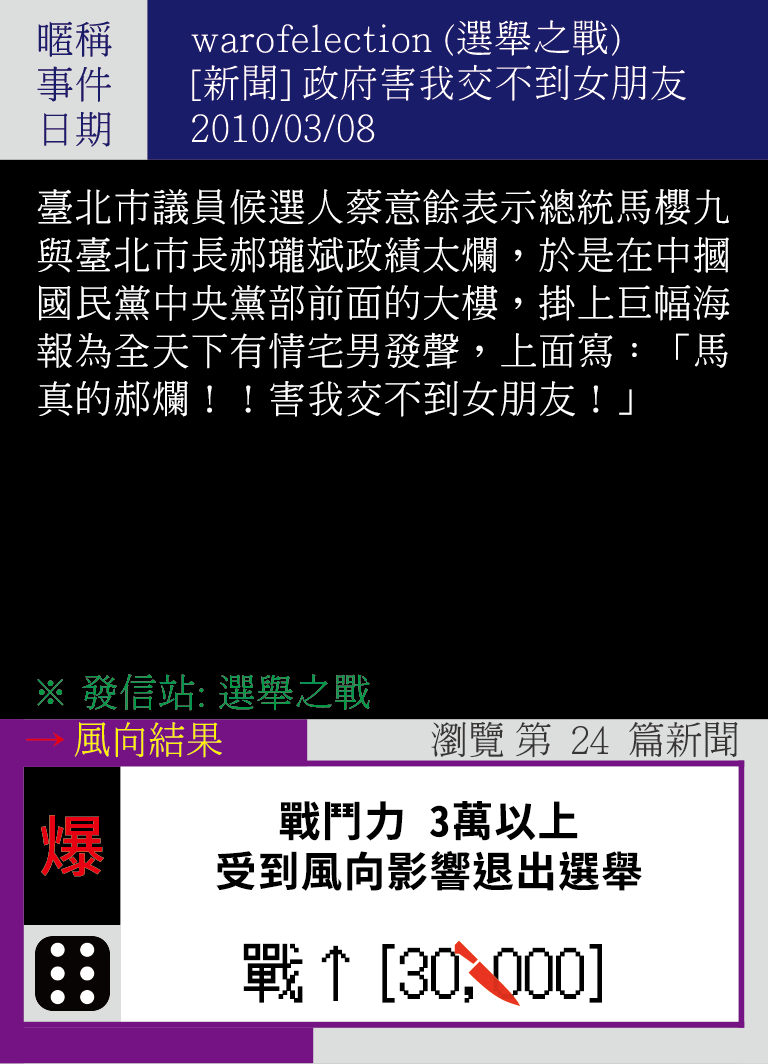 暱稱 warofelection (選舉之戰)
事件 [新聞] 政府害我交不到女朋友
日期 2010/03/08
臺北市議員候選人蔡意餘表示總統馬櫻九
與臺北市長郝瓏斌政績太爛，於是在中摑
國民黨中央黨部前面的大樓，掛上巨幅海
報為全天下有情宅男發聲，上面寫：「馬
真的郝爛！！害我交不到女朋友！」
※ 發信站: 選舉之戰
→ 風向結果 瀏覽 第 24 篇新聞
爆
戰鬥力 3萬以上
受到風向影響退出選舉
戰↑[30,000]